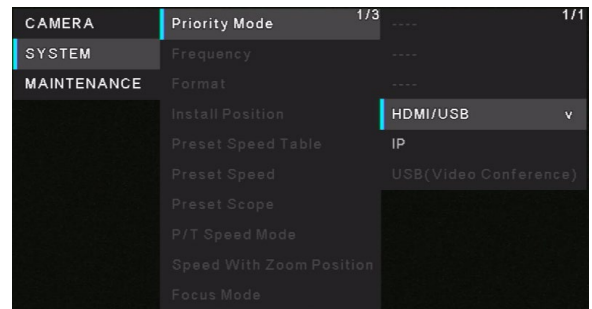 CAMERA
SYSTEM
MAINTENANCE
1/3
Priority Mode
Frequency
Format
Install Position
Preset Speed Table
Preset Speed
Preset Scope
P/T Speed Mode
Speed With Zoom Position
Focus Mode
1/1
----
----
----
HDMI/USB v
IP
USB(Video Conference)